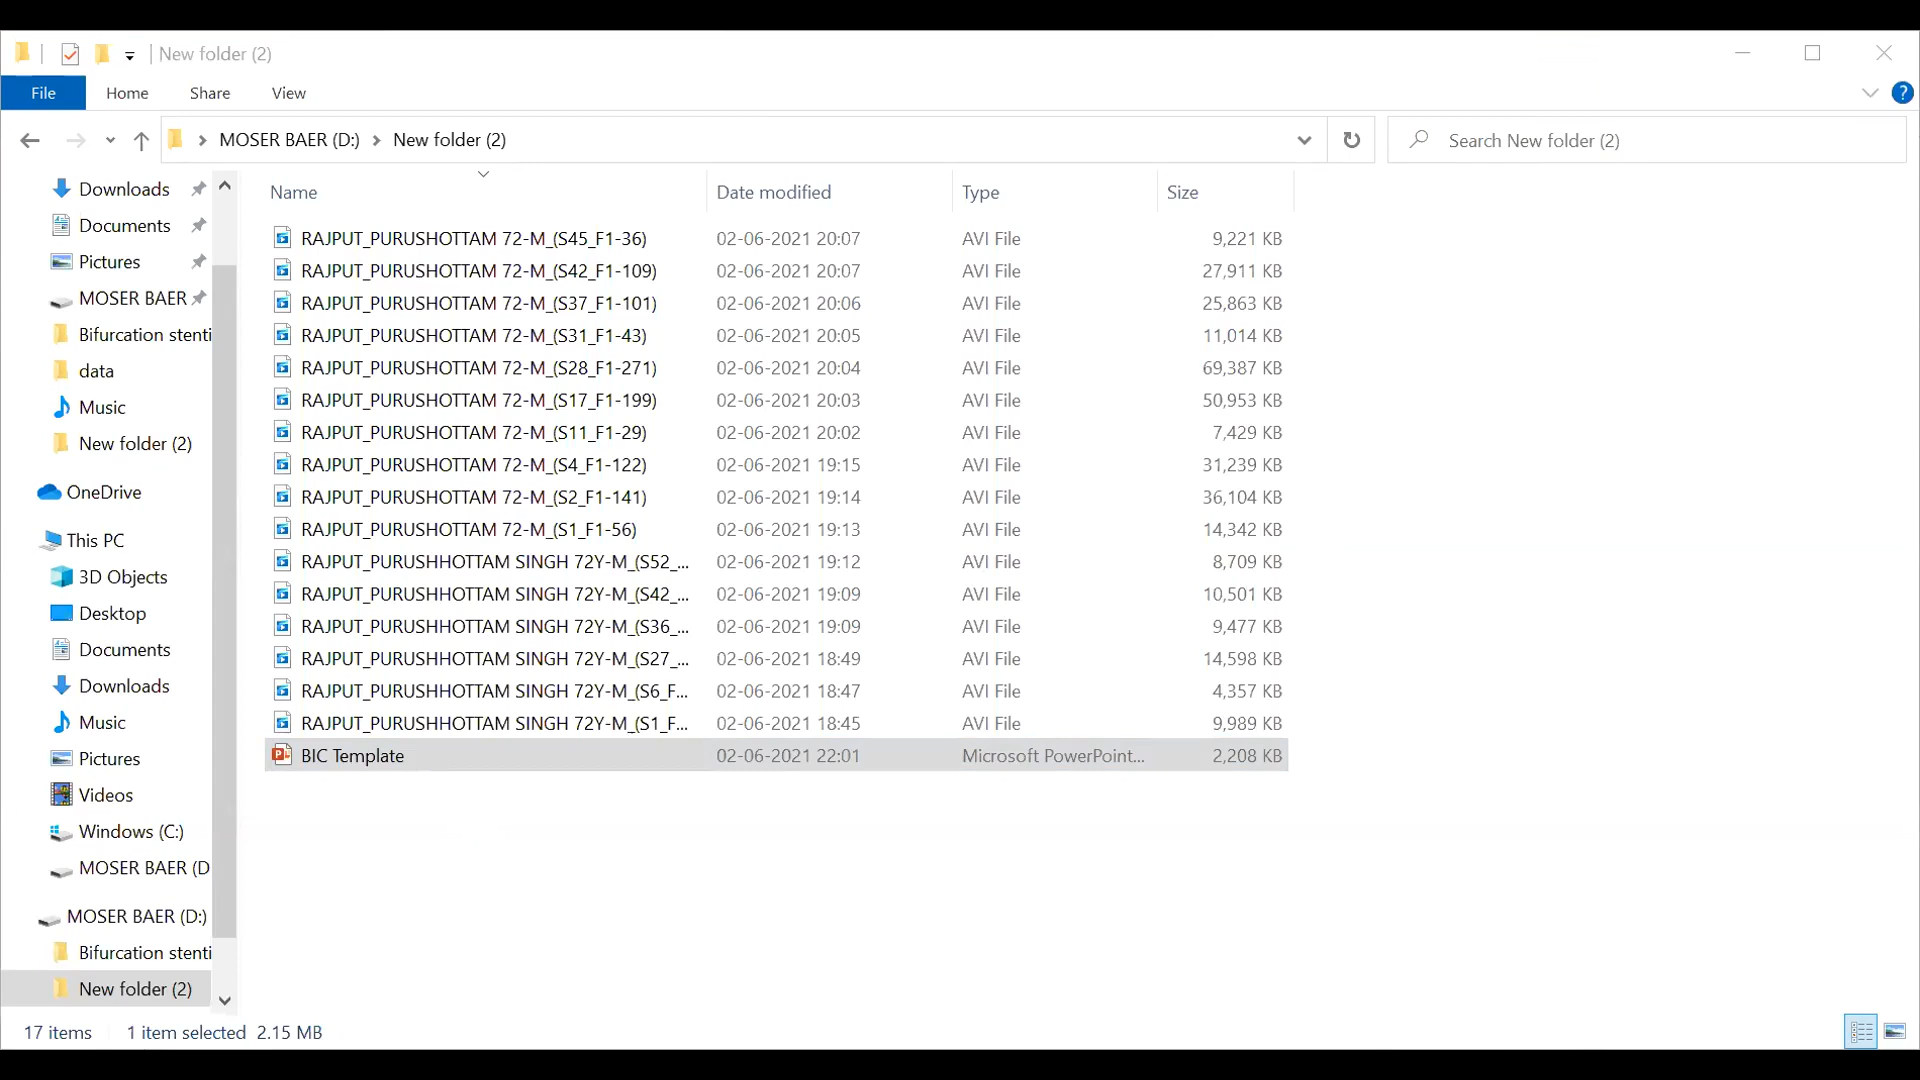 New folder (2)
File Home Share View
MOSER BAER (D:) New folder (2)
Search New folder (2)
Name Date modified Type Size
RAJPUT_PURUSHOTTAM 72-M_(S45_F1-36) 02-06-2021 20:07 AVI File 9,221 KB
RAJPUT_PURUSHOTTAM 72-M_(S42_F1-109) 02-06-2021 20:07 AVI File 27,911 KB
RAJPUT_PURUSHOTTAM 72-M_(S37_F1-101) 02-06-2021 20:06 AVI File 25,863 KB
RAJPUT_PURUSHOTTAM 72-M_(S31_F1-43) 02-06-2021 20:05 AVI File 11,014 KB
RAJPUT_PURUSHOTTAM 72-M_(S28_F1-271) 02-06-2021 20:04 AVI File 69,387 KB
RAJPUT_PURUSHOTTAM 72-M_(S17_F1-199) 02-06-2021 20:03 AVI File 50,953 KB
RAJPUT_PURUSHOTTAM 72-M_(S11_F1-29) 02-06-2021 20:02 AVI File 7,429 KB
RAJPUT_PURUSHOTTAM 72-M_(S4_F1-122) 02-06-2021 19:15 AVI File 31,239 KB
RAJPUT_PURUSHOTTAM 72-M_(S2_F1-141) 02-06-2021 19:14 AVI File 36,104 KB
RAJPUT_PURUSHOTTAM 72-M_(S1_F1-56) 02-06-2021 19:13 AVI File 14,342 KB
RAJPUT_PURUSHHOTTAM SINGH 72Y-M_(S52_... 02-06-2021 19:12 AVI File 8,709 KB
RAJPUT_PURUSHHOTTAM SINGH 72Y-M_(S42_... 02-06-2021 19:09 AVI File 10,501 KB
RAJPUT_PURUSHHOTTAM SINGH 72Y-M_(S36_... 02-06-2021 19:09 AVI File 9,477 KB
RAJPUT_PURUSHHOTTAM SINGH 72Y-M_(S27_... 02-06-2021 18:49 AVI File 14,598 KB
RAJPUT_PURUSHHOTTAM SINGH 72Y-M_(S6_F... 02-06-2021 18:47 AVI File 4,357 KB
RAJPUT_PURUSHHOTTAM SINGH 72Y-M_(S1_F... 02-06-2021 18:45 AVI File 9,989 KB
BIC Template 02-06-2021 22:01 Microsoft PowerPoint... 2,208 KB
Downloads
Documents
Pictures
MOSER BAER
Bifurcation stenti
data
Music
New folder (2)
OneDrive
This PC
3D Objects
Desktop
Documents
Downloads
Music
Pictures
Videos
Windows (C:)
MOSER BAER (D
MOSER BAER (D:)
Bifurcation stenti
New folder (2)
17 items 1 item selected 2.15 MB